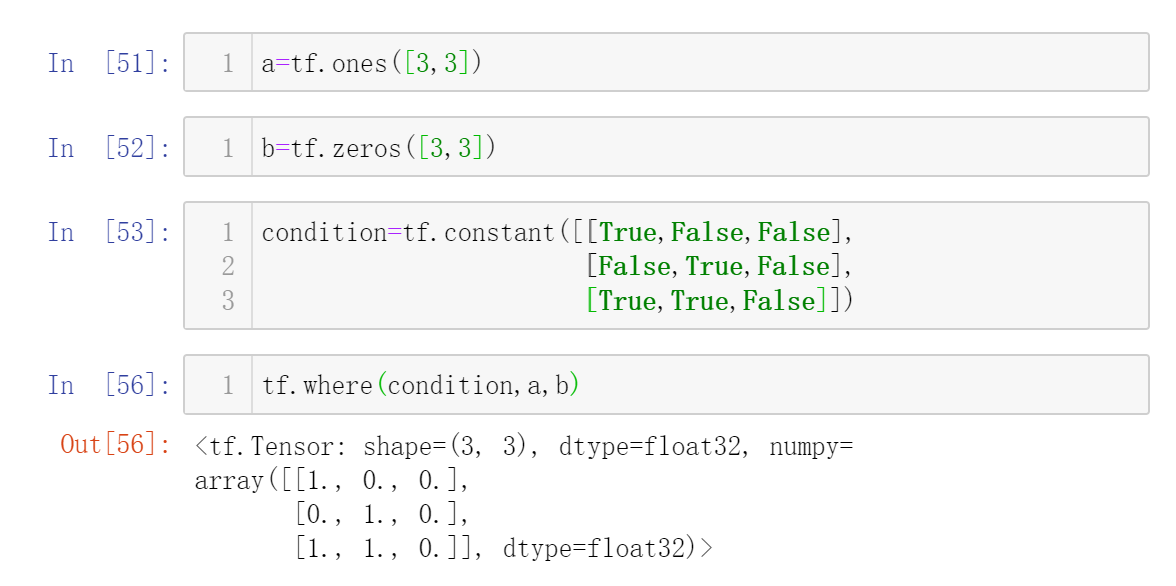 In [51]: 1 a=tf.ones([3,3])
In [52]: 1 b=tf.zeros([3,3])
In [53]: 1 condition=tf.constant([[True,False,False],
2 [False,True,False],
3 [True,True,False]])
In [56]: 1 tf.where(condition,a,b)
Out[56]: <tf.Tensor: shape=(3, 3), dtype=float32, numpy=
array([[1., 0., 0.],
[0., 1., 0.],
[1., 1., 0.]], dtype=float32)>